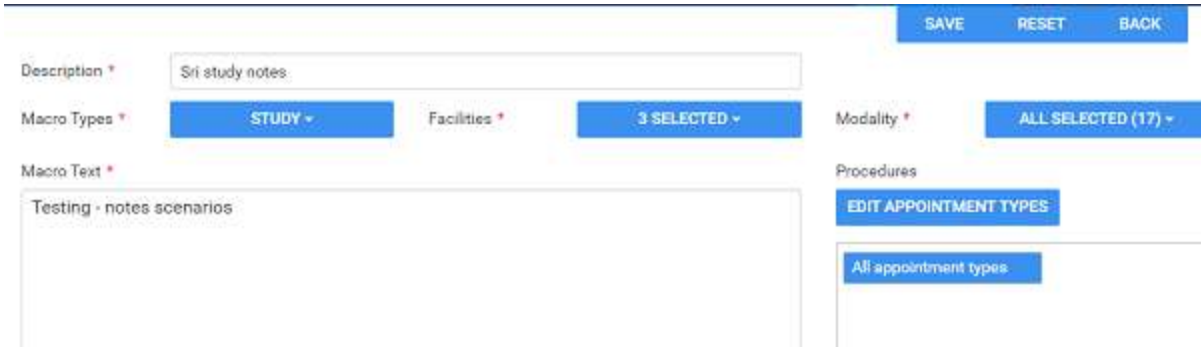 SAVE RESET BACK
Description * Sri study notes
Macro Types * STUDY Facilities * 3 SELECTED Modality * ALL SELECTED (17)
Macro Text * Procedures
Testing - notes scenarios EDIT APPOINTMENT TYPES
All appointment types